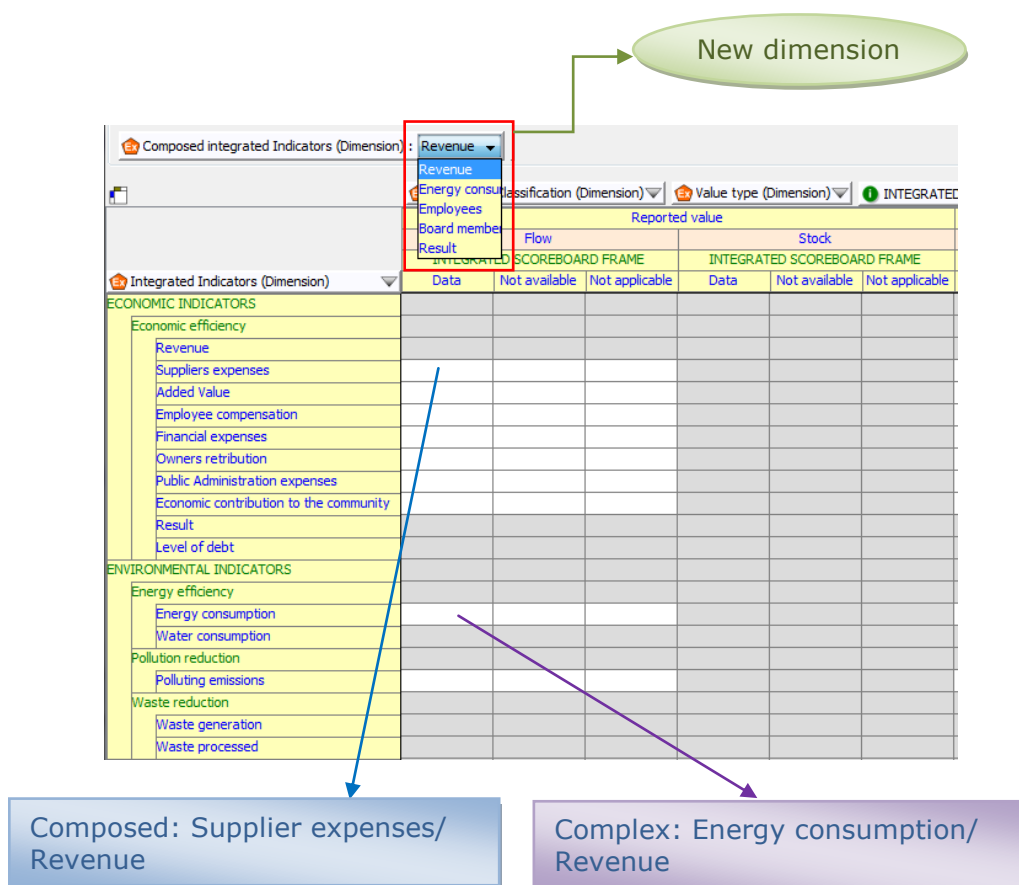 New dimension
Composed integrated Indicators (Dimension) : Revenue
Revenue
Energy consu
Employees
Board member
Result
lassification (Dimension) Value type (Dimension) INTEGRATED
Reported value
Flow Stock
INTEGRATED SCOREBOARD FRAME INTEGRATED SCOREBOARD FRAME
Integrated Indicators (Dimension) Data Not available Not applicable Data Not available Not applicable
ECONOMIC INDICATORS
Economic efficiency
Revenue
Suppliers expenses
Added Value
Employee compensation
Financial expenses
Owners retribution
Public Administration expenses
Economic contribution to the community
Result
Level of debt
ENVIRONMENTAL INDICATORS
Energy efficiency
Energy consumption
Water consumption
Pollution reduction
Polluting emissions
Waste reduction
Waste generation
Waste processed
Composed: Supplier expenses/
Revenue
Complex: Energy consumption/
Revenue